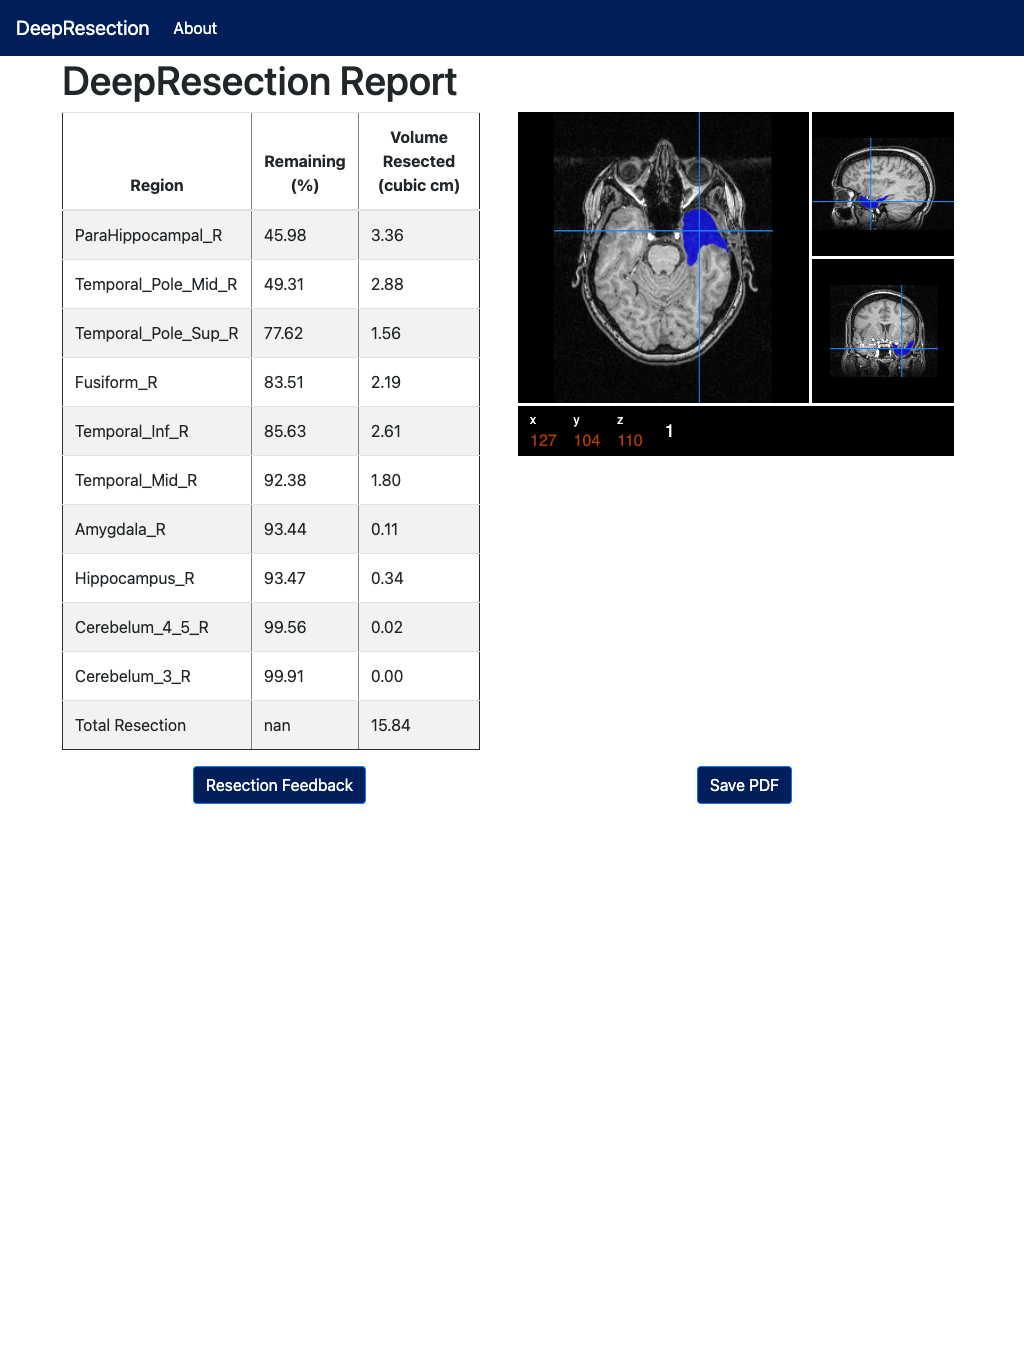 DeepResection About
DeepResection Report
Region Remaining (%) Volume Resected (cubic cm)
ParaHippocampal_R 45.98 3.36
Temporal_Pole_Mid_R 49.31 2.88
Temporal_Pole_Sup_R 77.62 1.56
Fusiform_R 83.51 2.19
Temporal_Inf_R 85.63 2.61
Temporal_Mid_R 92.38 1.80
Amygdala_R 93.44 0.11
Hippocampus_R 93.47 0.34
Cerebelum_4_5_R 99.56 0.02
Cerebelum_3_R 99.91 0.00
Total Resection nan 15.84
x y z
127 104 110 1
Resection Feedback Save PDF